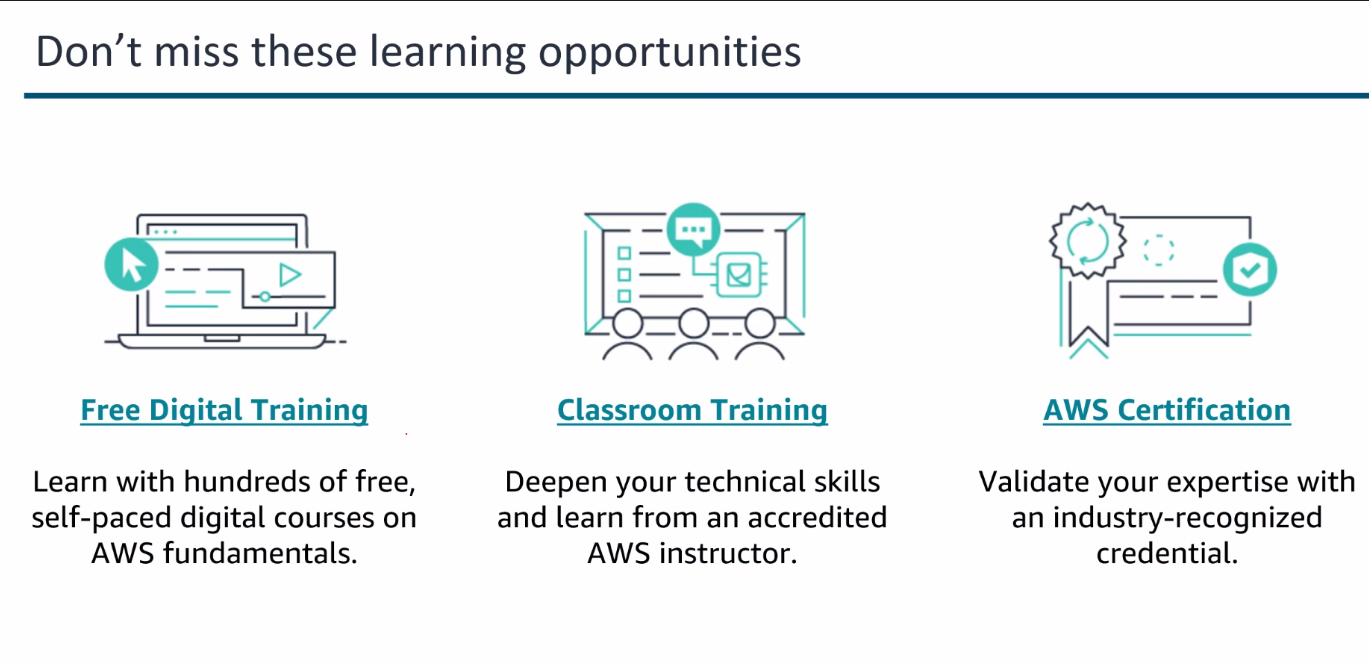 Don’t miss these learning opportunities
Free Digital Training
Learn with hundreds of free,
self-paced digital courses on
AWS fundamentals.
Classroom Training
Deepen your technical skills
and learn from an accredited
AWS instructor.
AWS Certification
Validate your expertise with
an industry-recognized
credential.